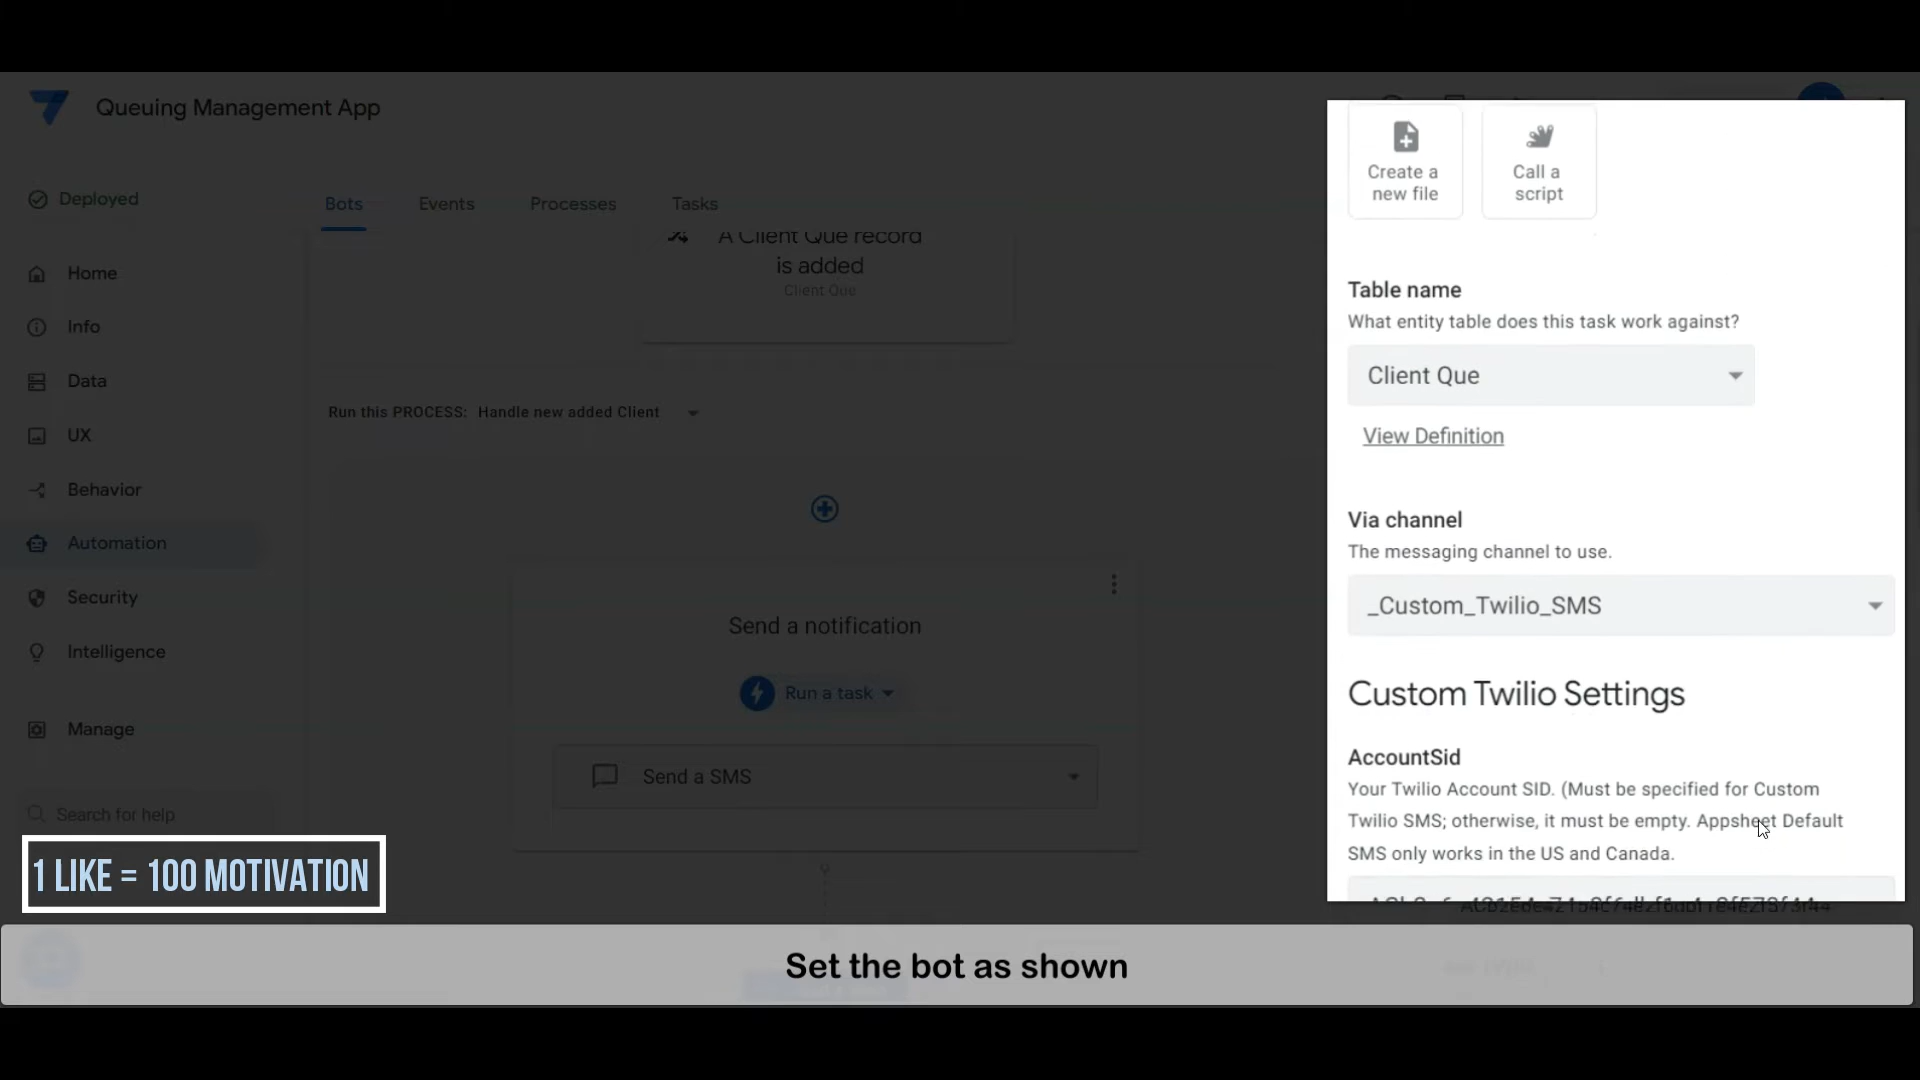 Queuing Management App
Deployed
Home
Info
Data
UX
Behavior
Automation
Security
Intelligence
Manage
Search for help
1 LIKE = 100 MOTIVATION
Bots
Events
Processes
Tasks
A Client Que record
is added
Client Que
Run this PROCESS: Handle new added Client
Send a notification
Run a task
Send a SMS
Create a
new file
Call a
script
Table name
What entity table does this task work against?
Client Que
View Definition
Via channel
The messaging channel to use.
_Custom_Twilio_SMS
Custom Twilio Settings
AccountSid
Your Twilio Account SID. (Must be specified for Custom
Twilio SMS; otherwise, it must be empty. Appsheet Default
SMS only works in the US and Canada.
Set the bot as shown